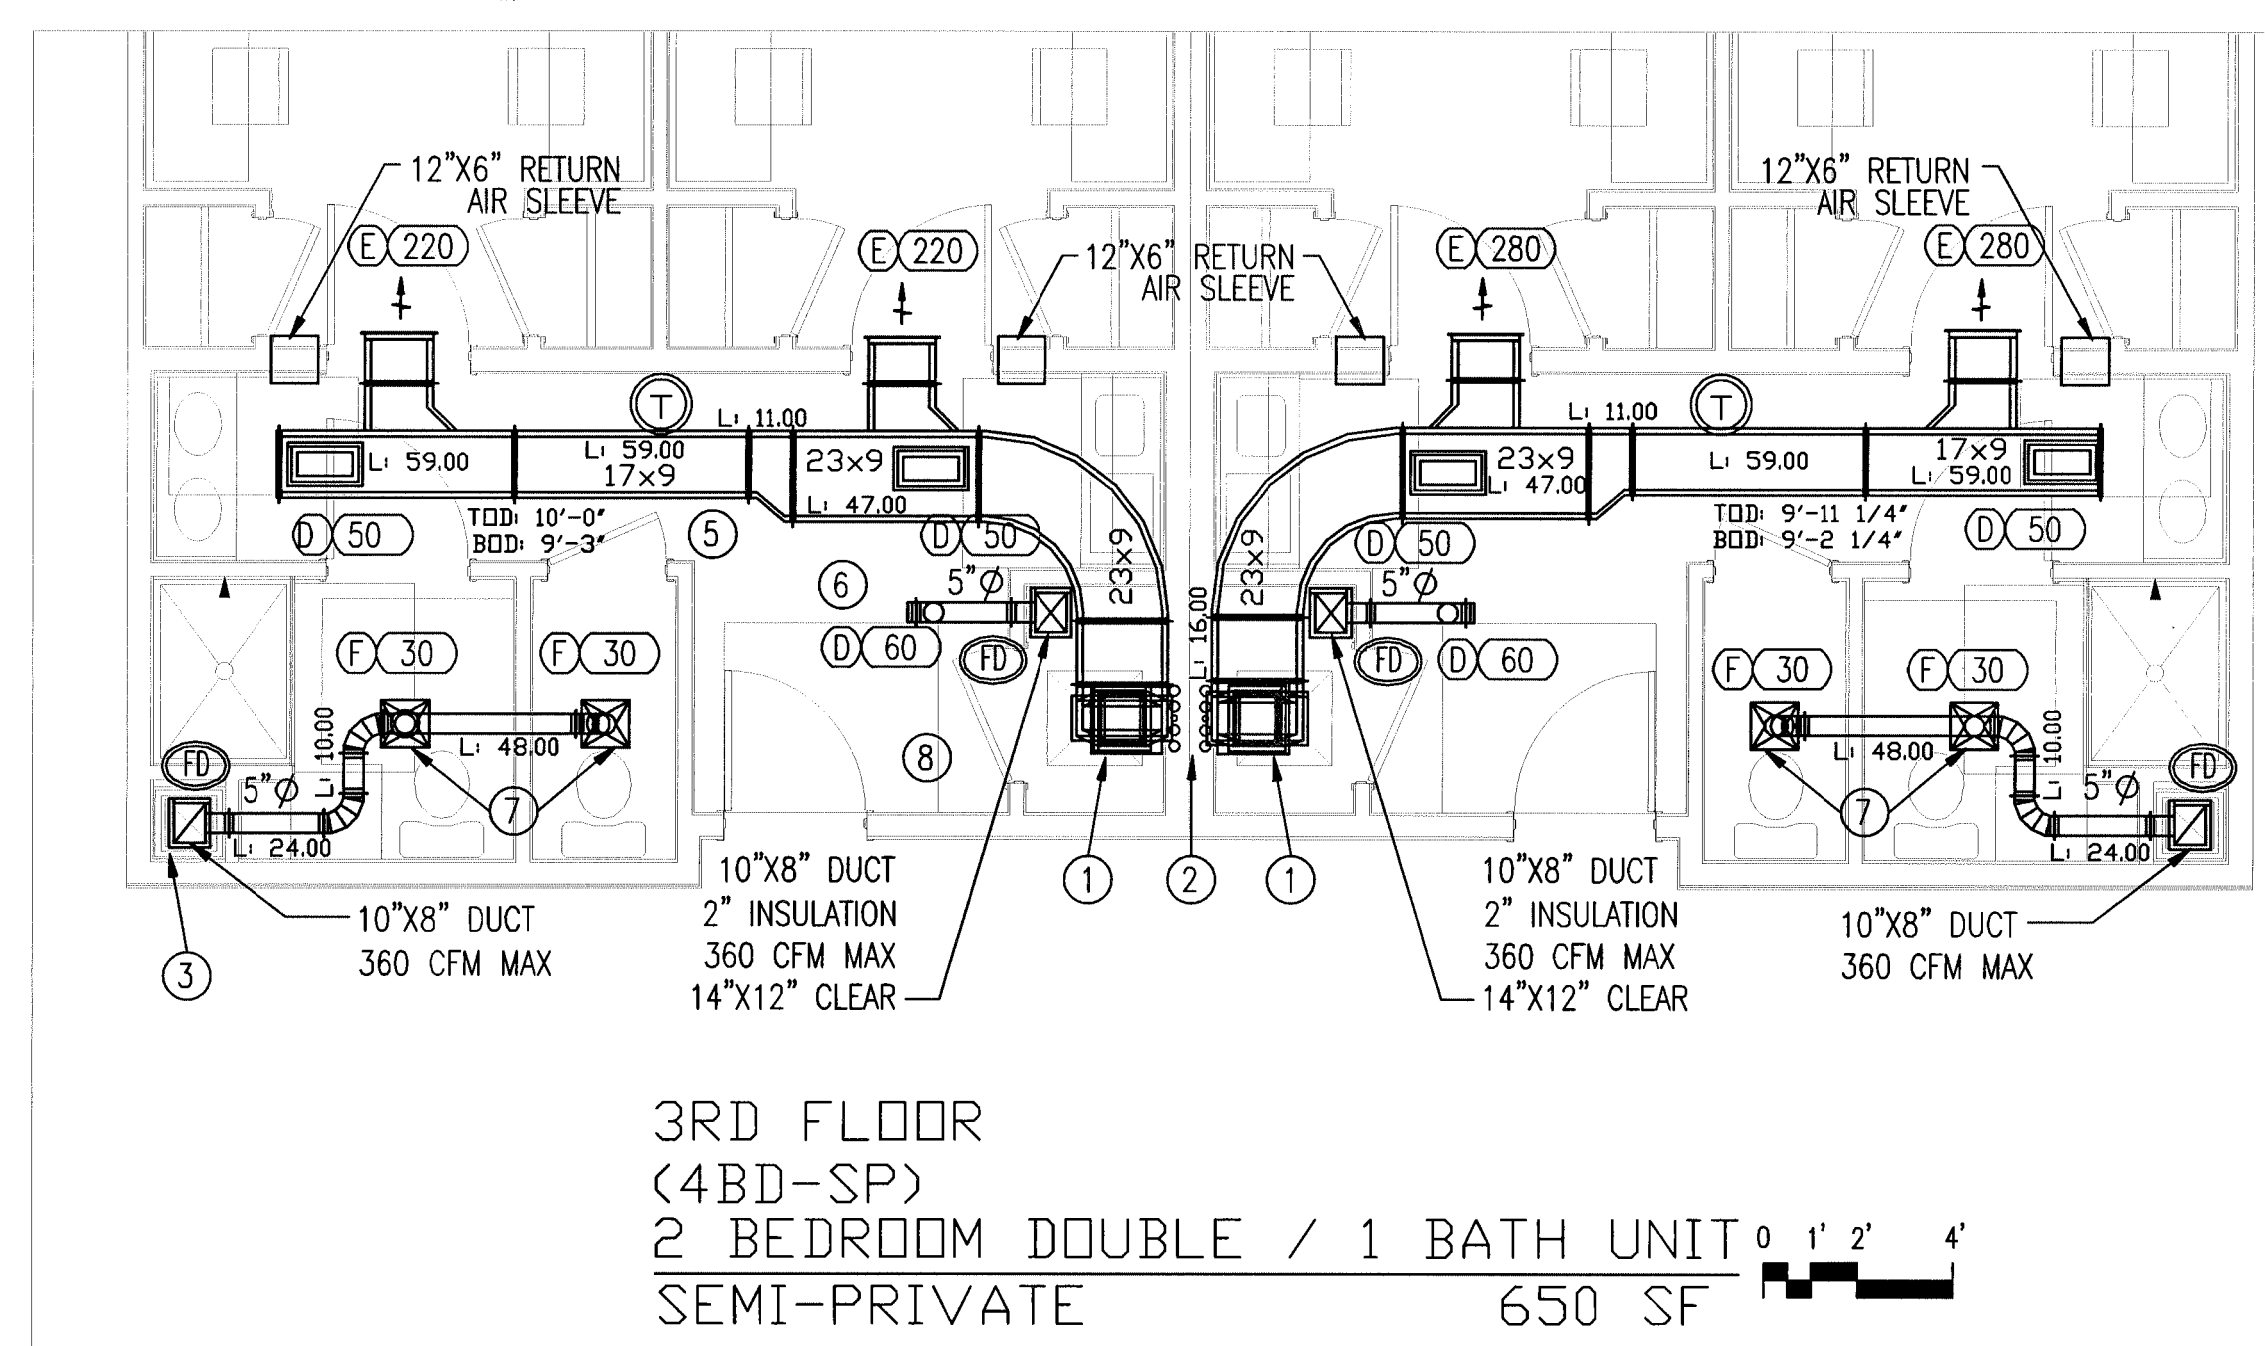 12"X6" RETURN
AIR SLEEVE
12"X6" RETURN
AIR SLEEVE
E 220
E 220
12"X6" RETURN
AIR SLEEVE
E 280
E 280
T
L: 11.00
L: 11.00
T
L: 59.00
L: 59.00
17x9
23x9
L: 47.00
23x9
L: 47.00
L: 59.00
17x9
L: 59.00
D 50
TOD: 10'-0"
BOD: 9'-3"
5
D 50
D 50
TOD: 9'-11 1/4"
BOD: 9'-2 1/4"
D 50
6
5"Ø
23x9
23x9
5"Ø
L: 16.00
F 30
F 30
D 60
FD
FD
D 60
F 30
F 30
L: 10.00
L: 48.00
L: 48.00
L: 10.00
FD
5"Ø
8
5"Ø
FD
7
7
L: 24.00
L: 24.00
10"X8" DUCT
2" INSULATION
360 CFM MAX
14"X12" CLEAR
1
2
1
10"X8" DUCT
2" INSULATION
360 CFM MAX
14"X12" CLEAR
3
10"X8" DUCT
360 CFM MAX
10"X8" DUCT
360 CFM MAX
3RD FLOOR
(4BD-SP)
2 BEDROOM DOUBLE / 1 BATH UNIT
0 1' 2' 4'
SEMI-PRIVATE 650 SF